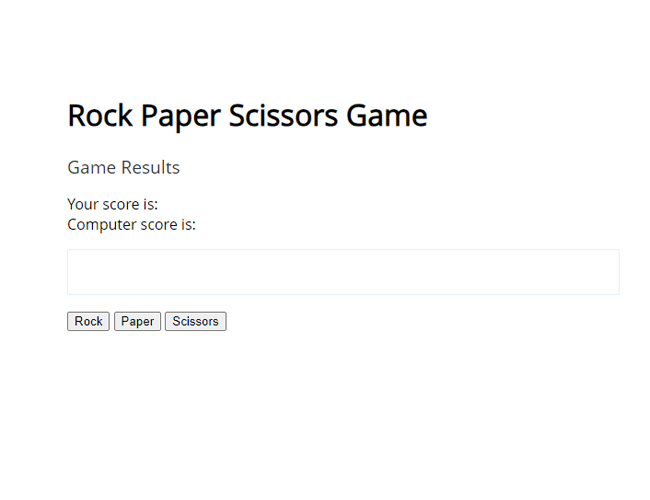 Rock Paper Scissors Game
Game Results
Your score is:
Computer score is:
Rock Paper Scissors